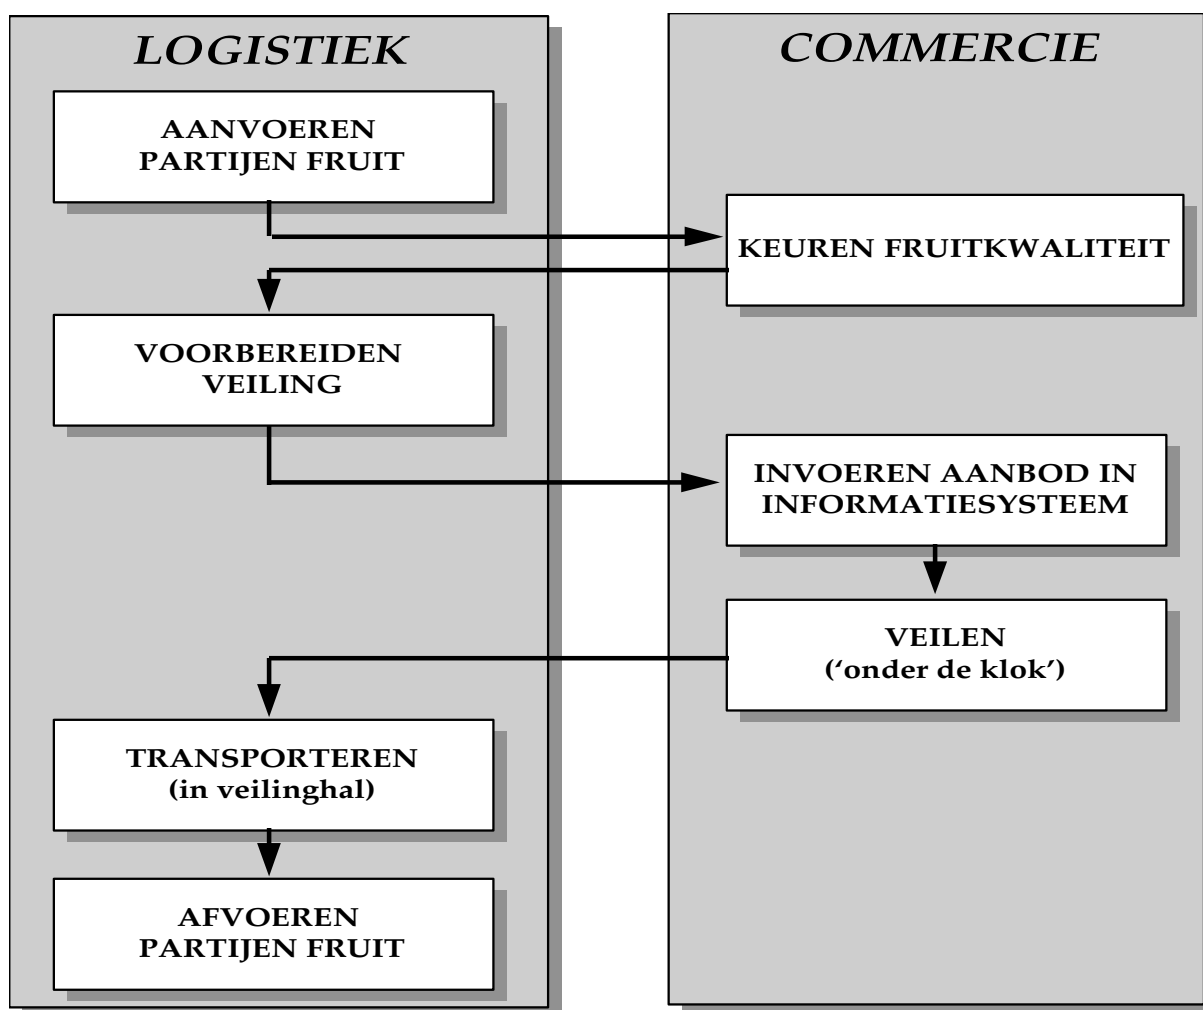 LOGISTIEK
COMMERCIE
AANVOEREN
PARTIJEN FRUIT
KEUREN FRUITKWALITEIT
VOORBEREIDEN
VEILING
INVOEREN AANBOD IN
INFORMATIESYSTEEM
VEILEN
(‘onder de klok’)
TRANSPORTEREN
(in veilinghal)
AFVOEREN
PARTIJEN FRUIT